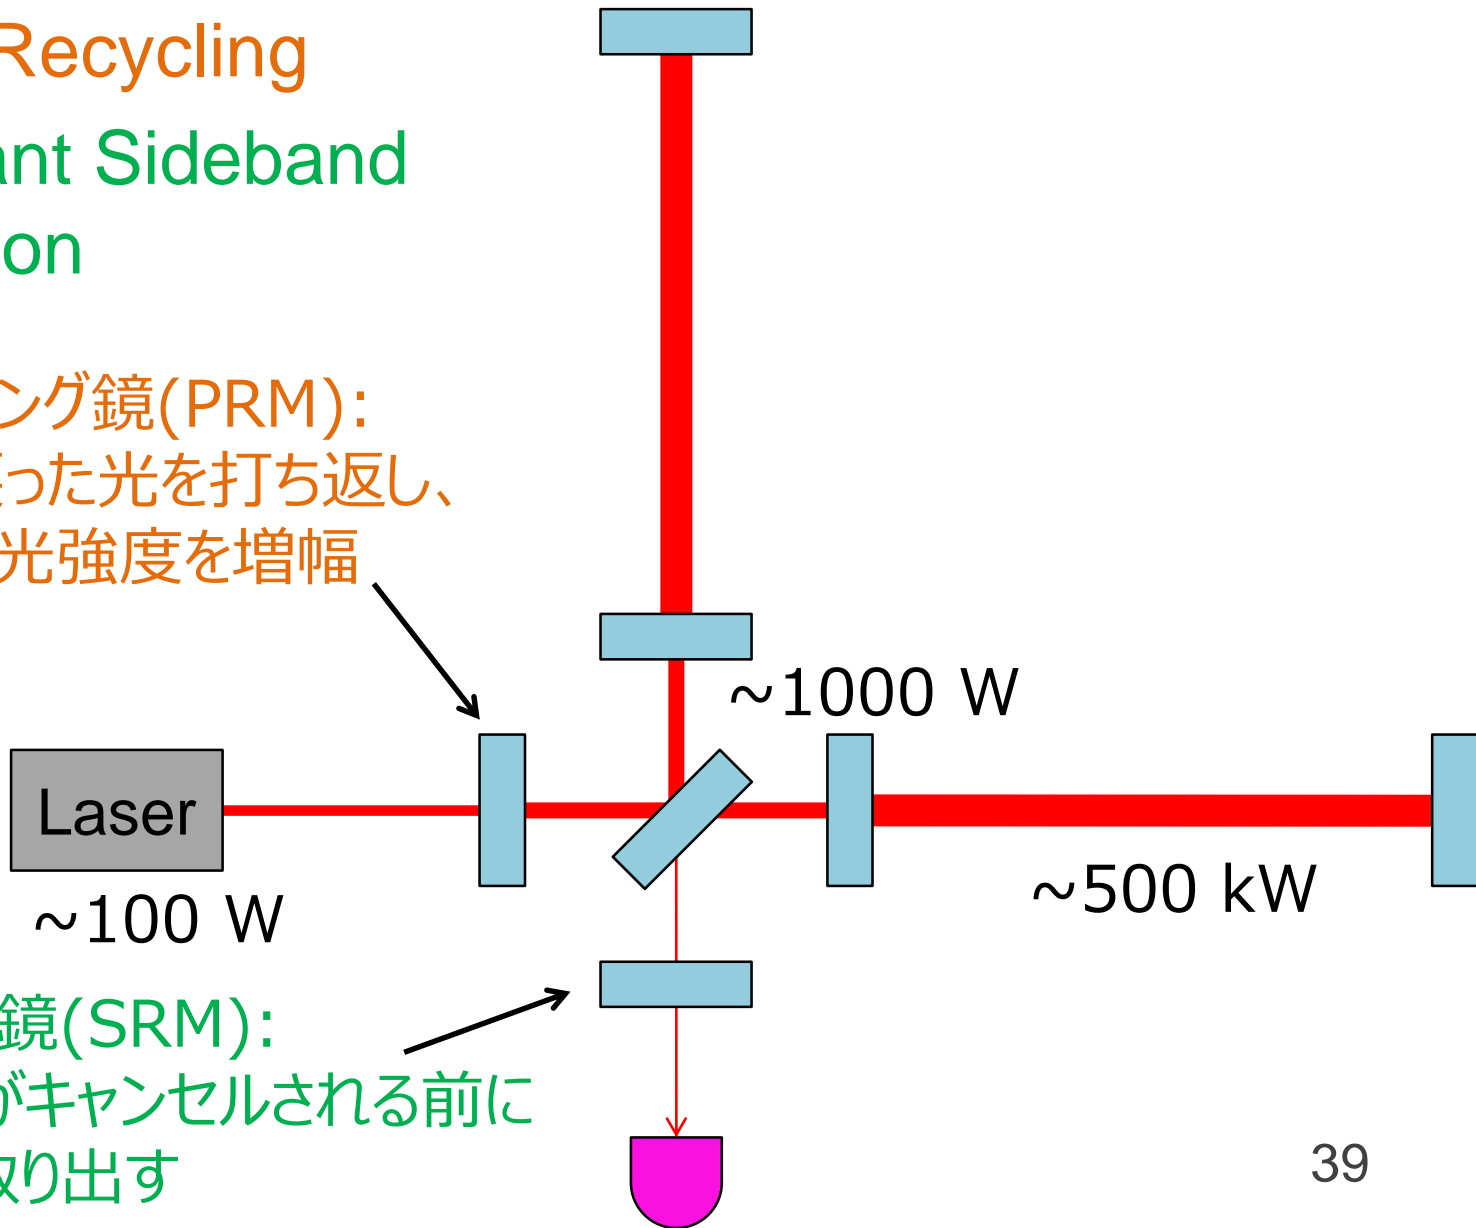 Recycling
ant Sideband
on
ング鏡(PRM):
戻った光を打ち返し、
光強度を増幅
~1000 W
Laser
~500 kW
~100 W
鏡(SRM):
がキャンセルされる前に
取り出す
39